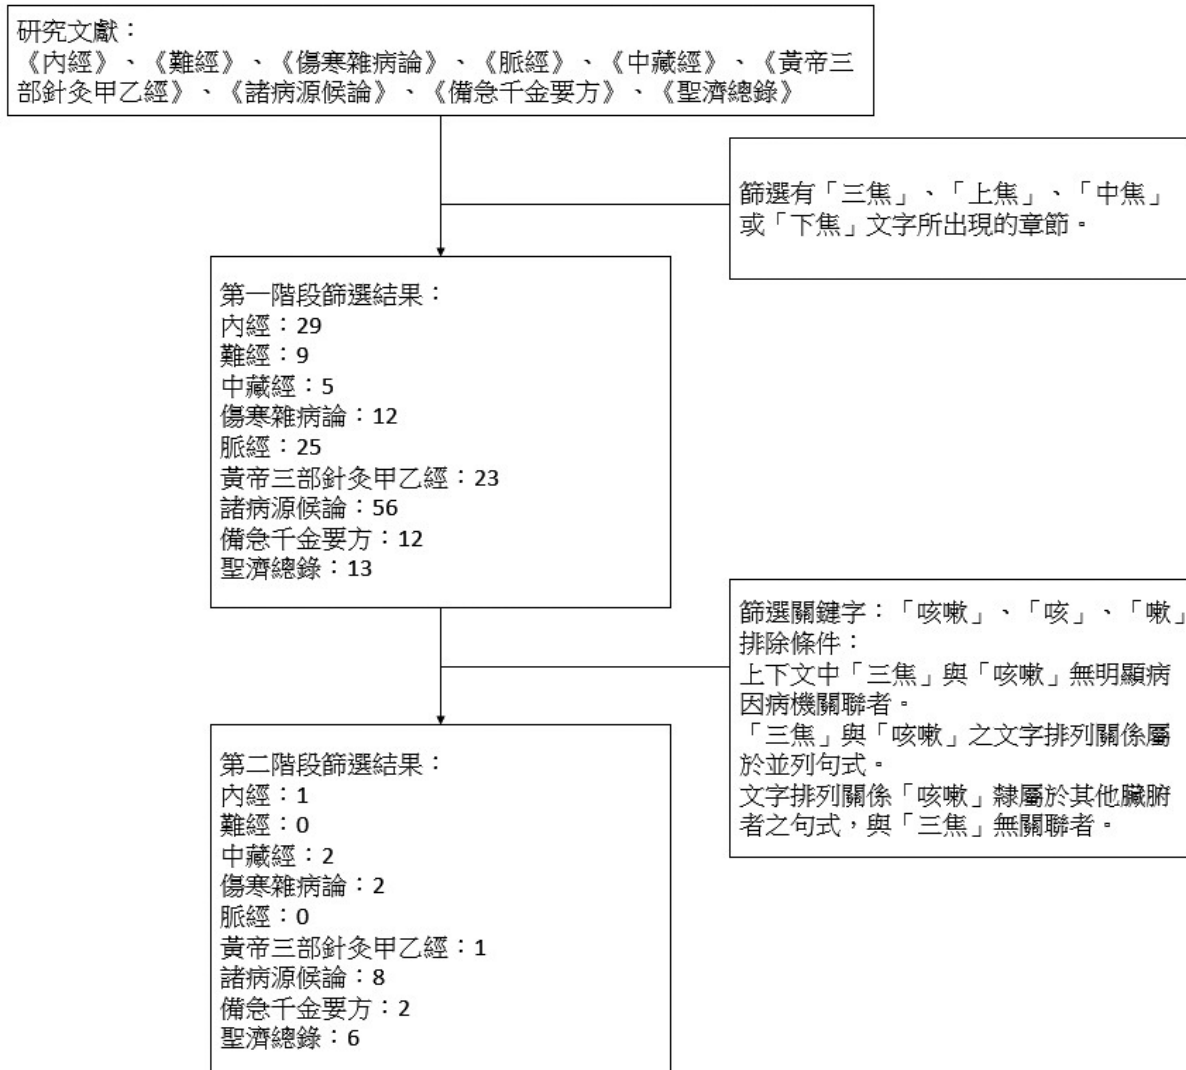 研究文獻：
《內經》、《難經》、《傷寒雜病論》、《脈經》、《中藏經》、《黃帝三
部針灸甲乙經》、《諸病源候論》、《備急千金要方》、《聖濟總錄》
篩選有「三焦」、「上焦」、「中焦」
或「下焦」文字所出現的章節。
第一階段篩選結果：
內經：29
難經：9
中藏經：5
傷寒雜病論：12
脈經：25
黃帝三部針灸甲乙經：23
諸病源候論：56
備急千金要方：12
聖濟總錄：13
篩選關鍵字：「咳嗽」、「咳」、「嗽」
排除條件：
上下文中「三焦」與「咳嗽」無明顯病
因病機關聯者。
「三焦」與「咳嗽」之文字排列關係屬
於並列句式。
文字排列關係「咳嗽」隸屬於其他臟腑
者之句式，與「三焦」無關聯者。
第二階段篩選結果：
內經：1
難經：0
中藏經：2
傷寒雜病論：2
脈經：0
黃帝三部針灸甲乙經：1
諸病源候論：8
備急千金要方：2
聖濟總錄：6